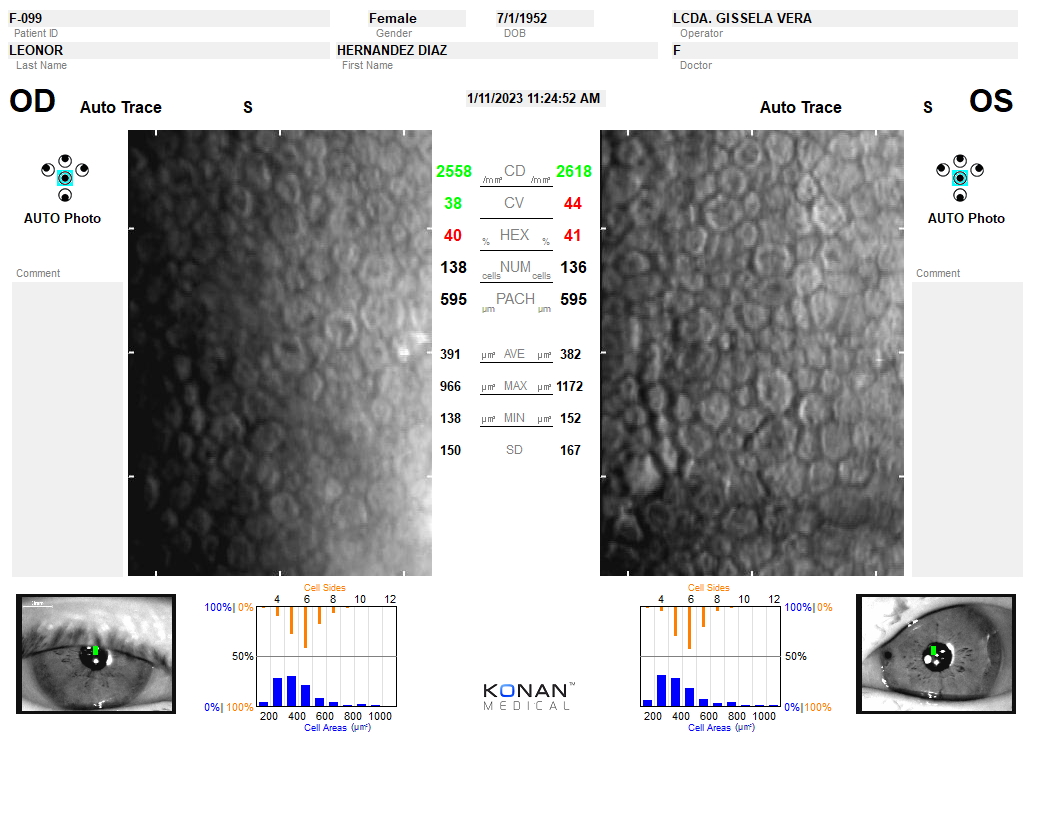 F-099 Female 7/1/1952 LCDA. GISSELA VERA
Patient ID Gender DOB Operator
LEONOR HERNANDEZ DIAZ F
Last Name First Name Doctor
OD Auto Trace S 1/11/2023 11:24:52 AM Auto Trace S OS
AUTO Photo AUTO Photo
Comment Comment
2558 /mm² CD /mm² 2618
38 CV 44
40 % HEX % 41
138 cells NUM cells 136
595 µm PACH µm 595
391 µm² AVE µm² 382
966 µm² MAX µm² 1172
138 µm² MIN µm² 152
150 SD 167
Cell Sides Cell Sides
4 6 8 10 12 4 6 8 10 12
100%| 0% 100%| 0%
50% 50%
0%| 100% 0%| 100%
200 400 600 800 1000 200 400 600 800 1000
Cell Areas (µm²) Cell Areas (µm²)
KONAN™
MEDICAL